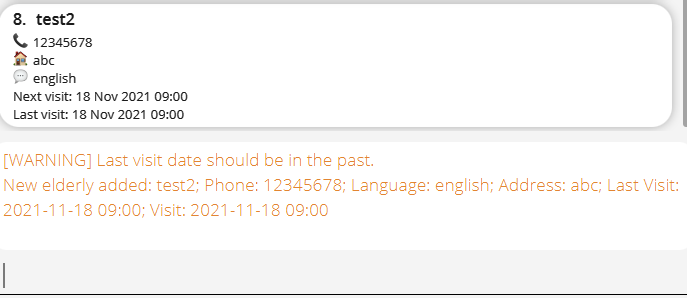 8. test2
12345678
abc
english
Next visit: 18 Nov 2021 09:00
Last visit: 18 Nov 2021 09:00
[WARNING] Last visit date should be in the past.
New elderly added: test2; Phone: 12345678; Language: english; Address: abc; Last Visit:
2021-11-18 09:00; Visit: 2021-11-18 09:00